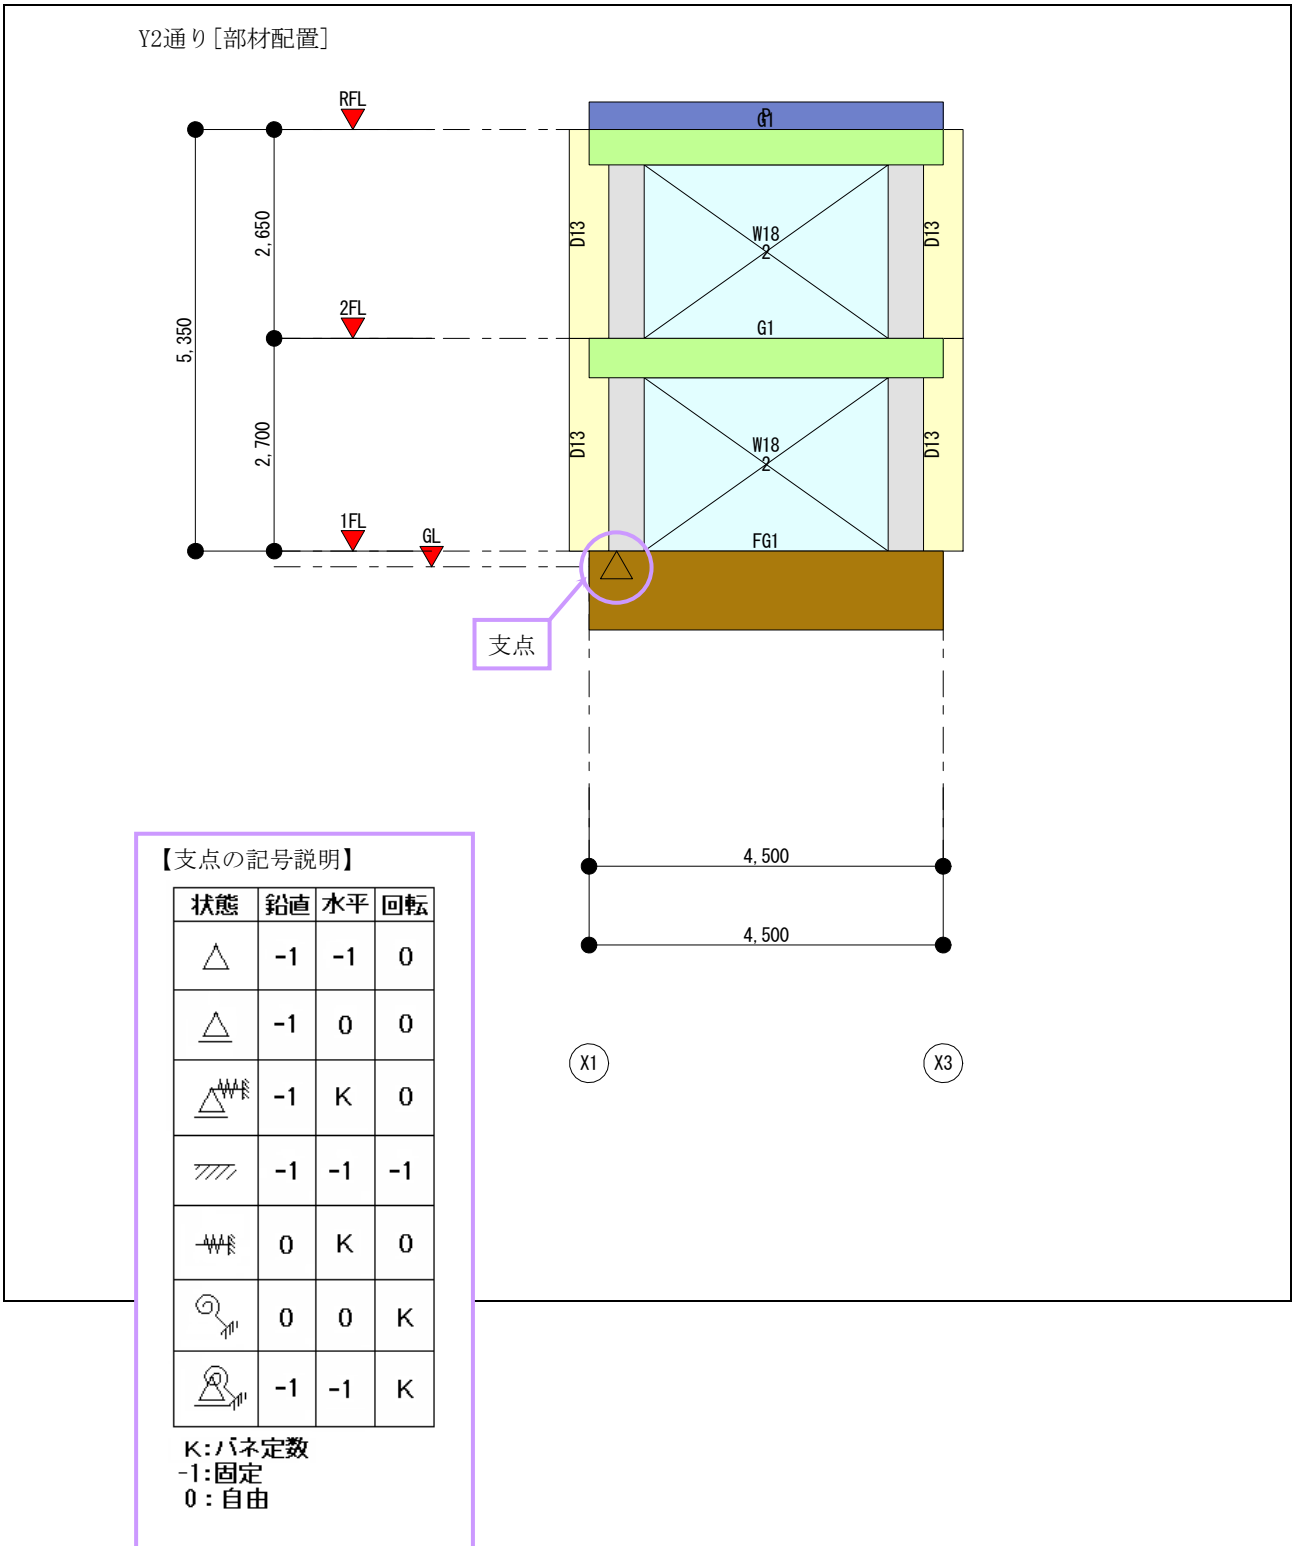 Y2通り[部材配置]
RFL
P
G1
2,650
D13
W18
2
D13
2FL
G1
5,350
2,700
D13
W18
2
D13
1FL
GL
FG1
支点
4,500
4,500
X1
X3
【支点の記号説明】
状態 鉛直 水平 回転
-1 -1 0
-1 0 0
-1 K 0
-1 -1 -1
0 K 0
0 0 K
-1 -1 K
K:バネ定数
-1:固定
0:自由